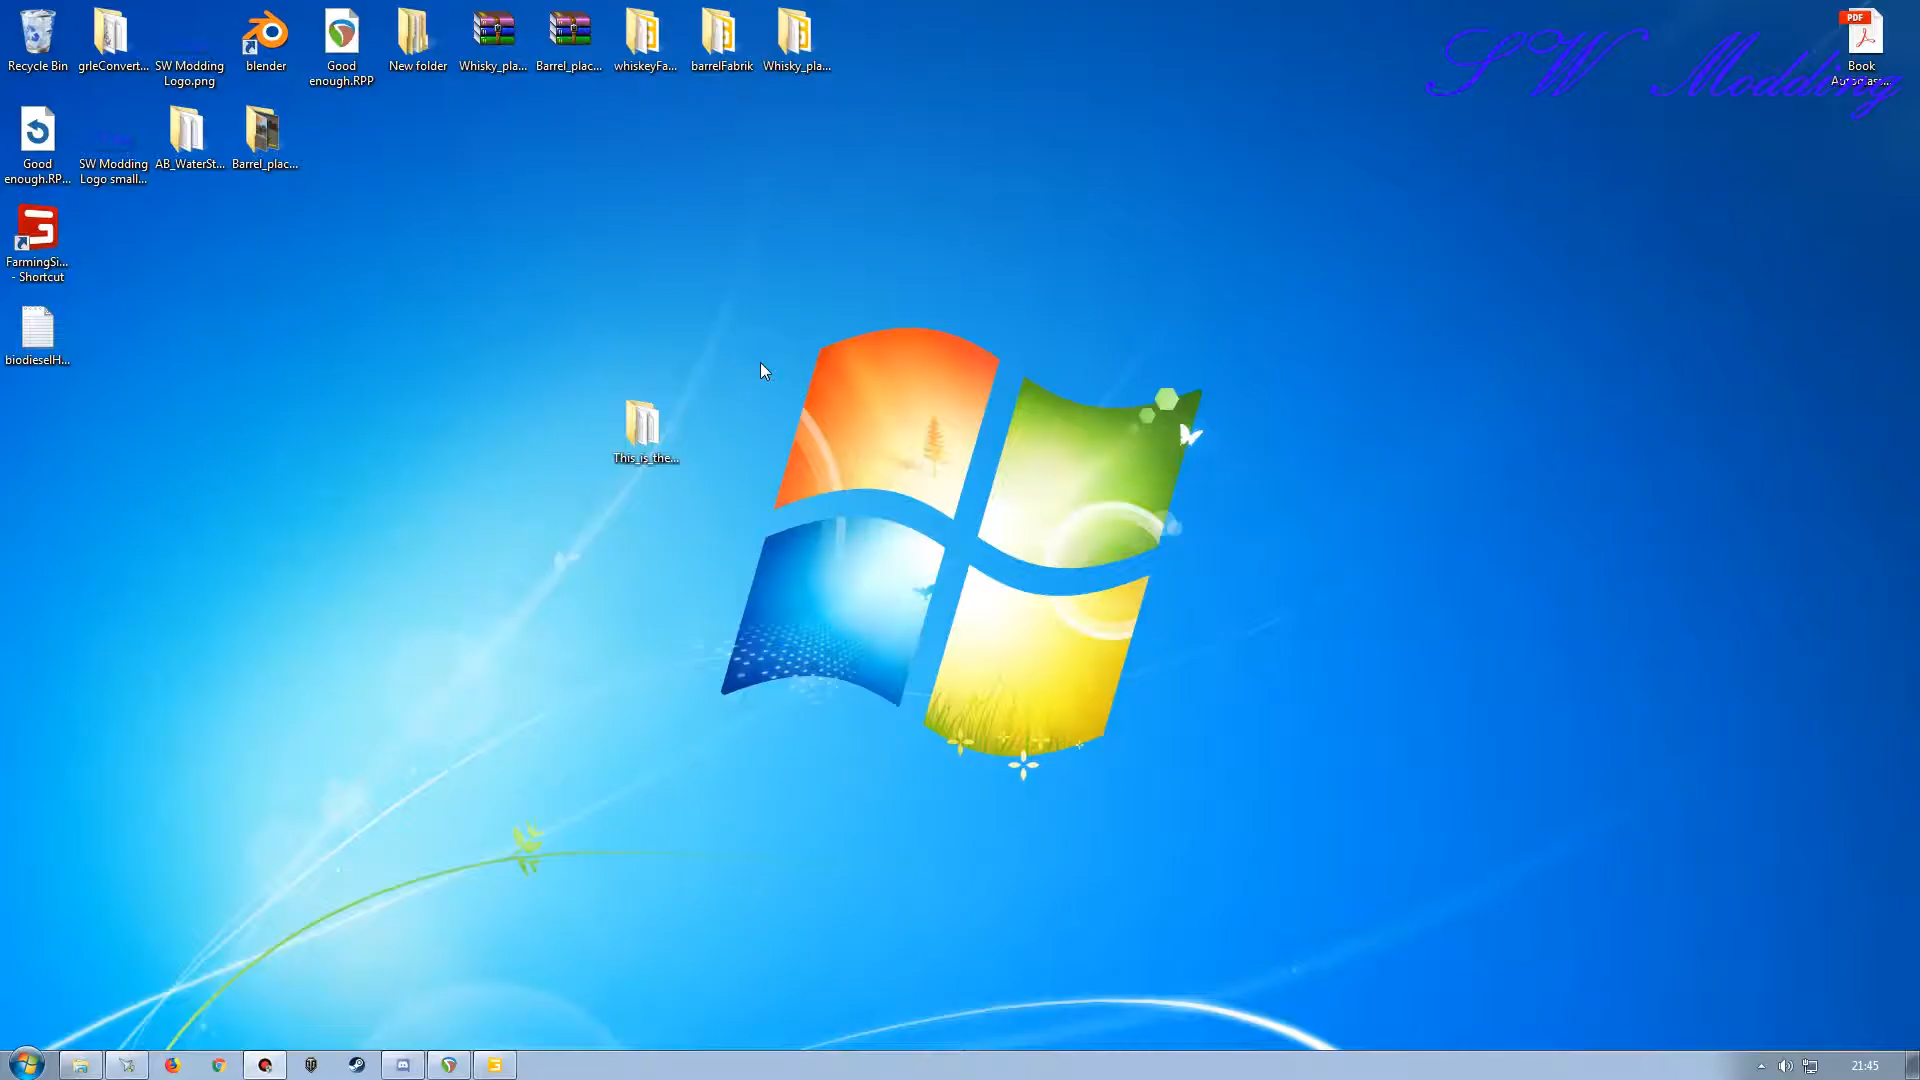 Recycle Bin
grleConvert...
SW Modding
Logo.png
blender
Good
enough.RPP
New folder
Whisky_pla...
Barrel_plac...
whiskeyFa...
barrelFabrik
Whisky_pla...
PDF
Book
SW Modding
Good
enough.RP...
SW Modding
Logo small...
AB_WaterSt...
Barrel_plac...
FarmingSi...
- Shortcut
biodieselH...
This_is_the...
21:45